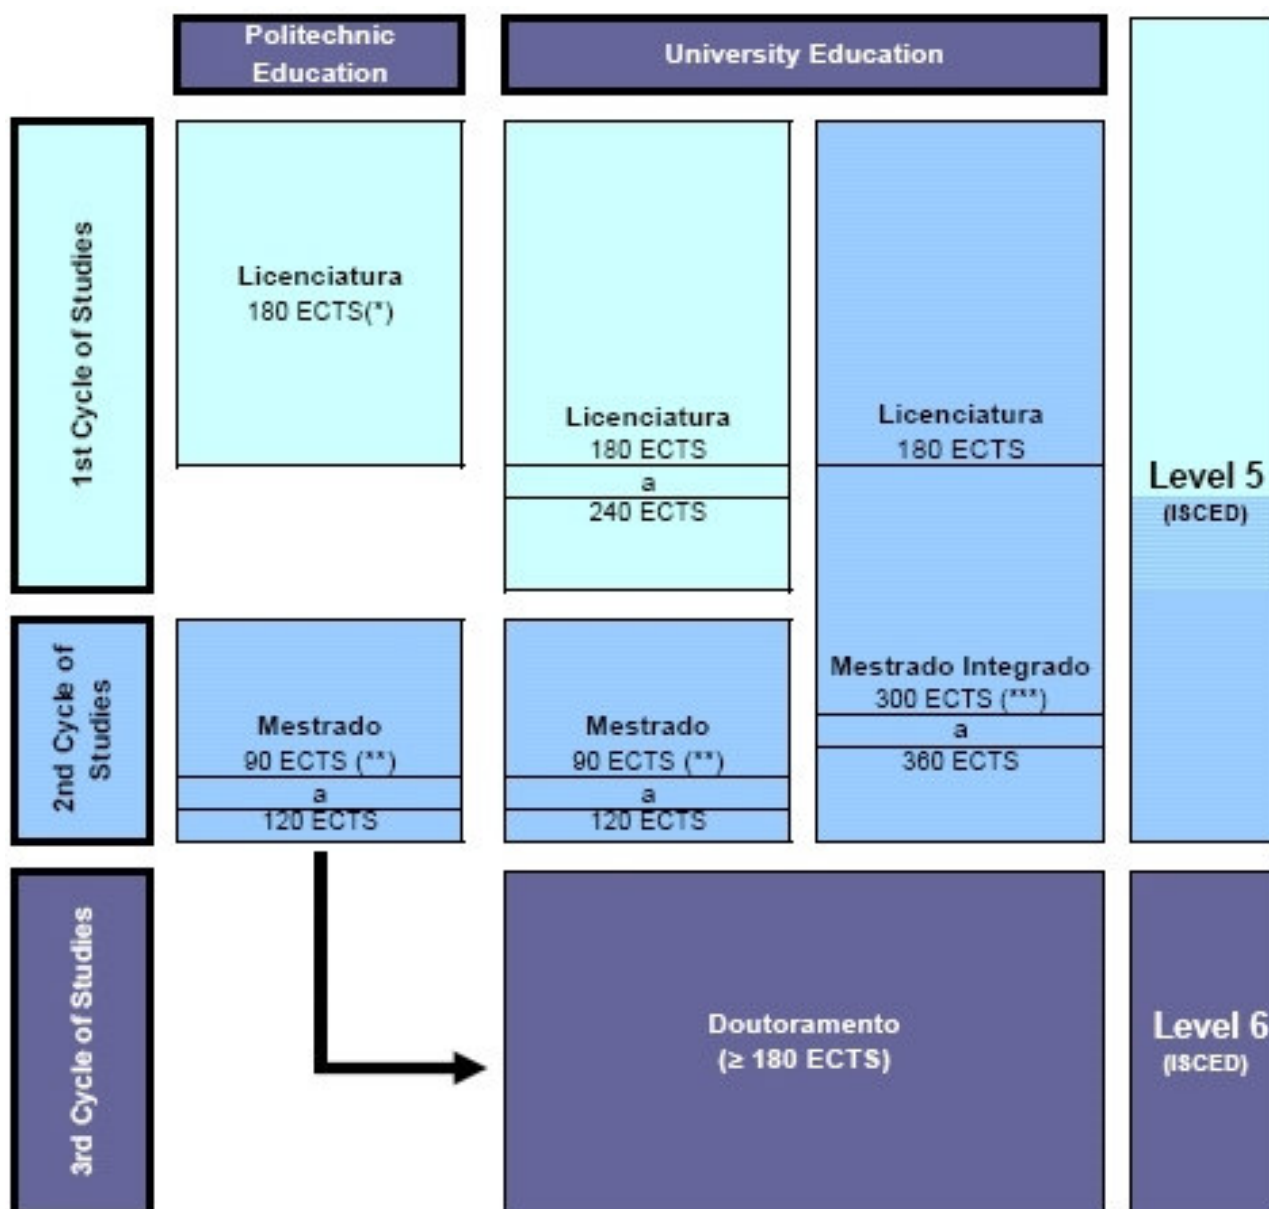 Politechnic
Education
University Education
1st Cycle of Studies
Licenciatura
180 ECTS(*)
Licenciatura
180 ECTS
a
240 ECTS
Licenciatura
180 ECTS
Level 5
(ISCED)
2nd Cycle of
Studies
Mestrado
90 ECTS (**)
a
120 ECTS
Mestrado
90 ECTS (**)
a
120 ECTS
Mestrado Integrado
300 ECTS (***)
a
360 ECTS
3rd Cycle of Studies
Doutoramento
(≥ 180 ECTS)
Level 6
(ISCED)